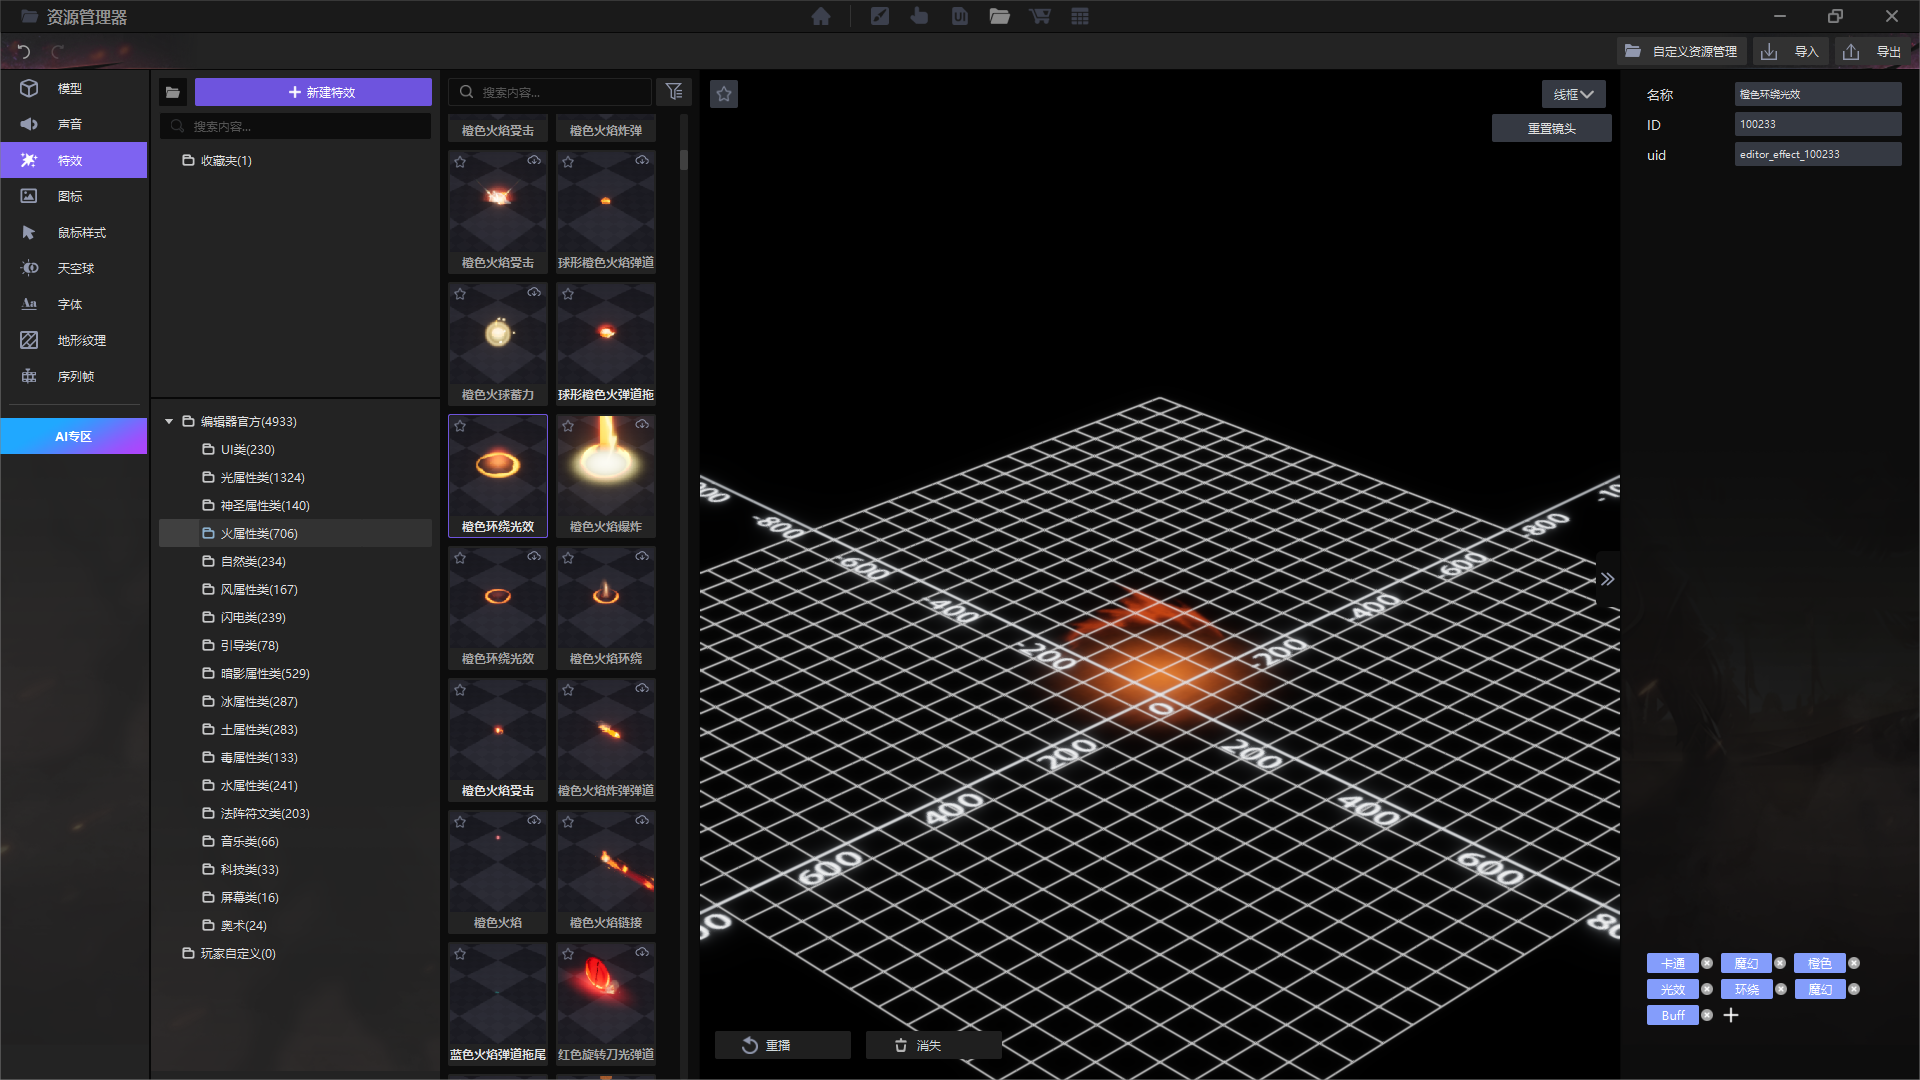 资源管理器
UI
自定义资源管理
导入
导出
模型
声音
特效
图标
鼠标样式
天空球
Aa
字体
地形纹理
序列帧
AI专区
新建特效
搜索内容...
收藏夹(1)
编辑器官方(4933)
UI类(230)
光属性类(1324)
神圣属性类(140)
火属性类(706)
自然类(234)
风属性类(167)
闪电类(239)
引导类(78)
暗影属性类(529)
冰属性类(287)
土属性类(283)
毒属性类(133)
水属性类(241)
法阵符文类(203)
音乐类(66)
科技类(33)
屏幕类(16)
奥术(24)
玩家自定义(0)
搜索内容...
橙色火焰受击
橙色火焰炸弹
橙色火焰受击
球形橙色火焰弹道
橙色火球蓄力
球形橙色火弹道拖
橙色环绕光效
橙色火焰爆炸
橙色环绕光效
橙色火焰环绕
橙色火焰受击
橙色火焰炸弹弹道
橙色火焰
橙色火焰链接
蓝色火焰弹道拖尾
红色旋转刀光弹道
线框
重置镜头
-800
-600
-400
-200
-800
-600
-400
-200
0
200
400
600
200
400
600
重播
消失
名称
橙色环绕光效
ID
100233
uid
editor_effect_100233
卡通
魔幻
橙色
光效
环绕
魔幻
Buff